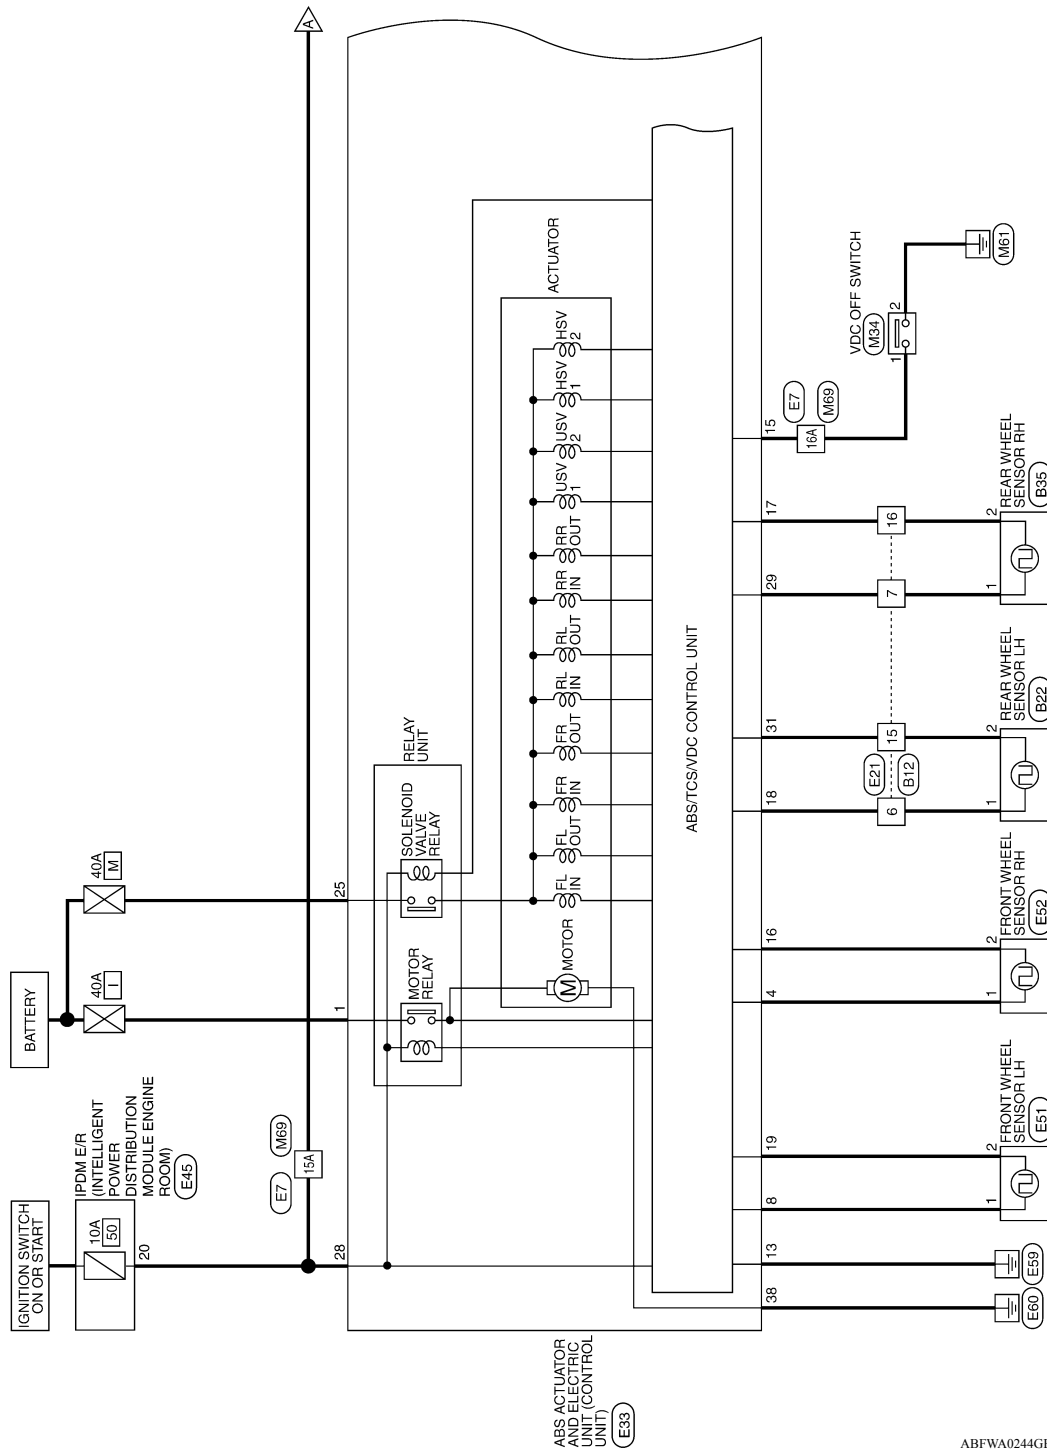 A
BATTERY
40A
M
40A
I
IGNITION SWITCH
ON OR START
IPDM E/R
(INTELLIGENT
POWER
DISTRIBUTION
MODULE ENGINE
ROOM)
E45
10A
50
20
E7
M69
15A
28
1
25
RELAY
UNIT
MOTOR
RELAY
SOLENOID
VALVE
RELAY
ACTUATOR
MOTOR
M
FL
IN
FL
OUT
FR
IN
FR
OUT
RL
IN
RL
OUT
RR
IN
RR
OUT
USV
1
USV
2
HSV
1
HSV
2
ABS/TCS/VDC CONTROL UNIT
ABS ACTUATOR
AND ELECTRIC
UNIT (CONTROL
UNIT)
E33
38
13
8
19
4
16
18
31
29
17
15
E7
M69
16A
VDC OFF SWITCH
M34
1
2
M61
E21
B12
6
15
7
16
E60
E59
1
2
FRONT WHEEL
SENSOR LH
E51
1
2
FRONT WHEEL
SENSOR RH
E52
1
2
REAR WHEEL
SENSOR LH
B22
1
2
REAR WHEEL
SENSOR RH
B35